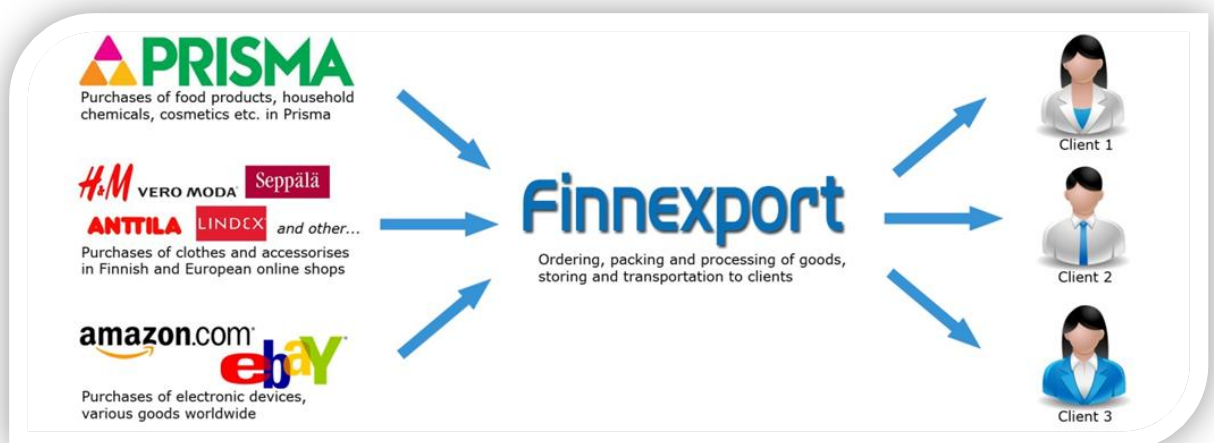 PRISMA
Purchases of food products, household
chemicals, cosmetics etc. in Prisma
H&M VERO MODA Seppälä
ANTTILA LINDEX and other...
Purchases of clothes and accessorises
in Finnish and European online shops
amazon.com
ebaY
Purchases of electronic devices,
various goods worldwide
Finnexport
Ordering, packing and processing of goods,
storing and transportation to clients
Client 1
Client 2
Client 3